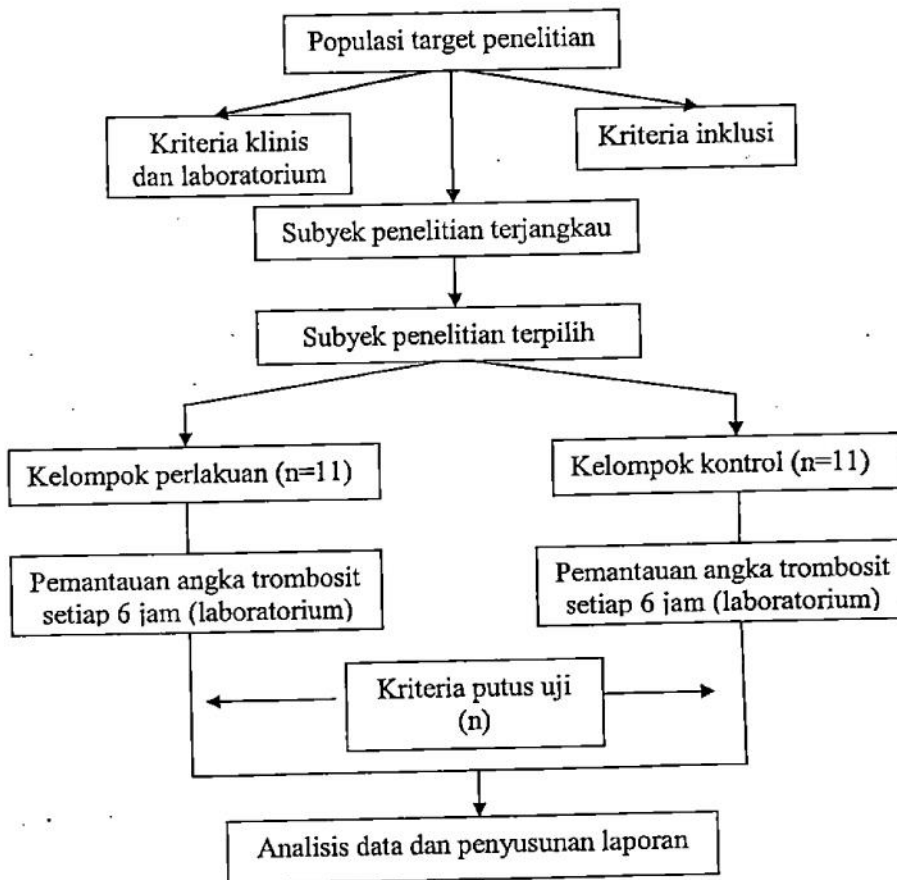 Populasi target penelitian
Kriteria klinis
dan laboratorium
Kriteria inklusi
Subyek penelitian terjangkau
Subyek penelitian terpilih
Kelompok perlakuan (n=11)
Kelompok kontrol (n=11)
Pemantauan angka trombosit
setiap 6 jam (laboratorium)
Pemantauan angka trombosit
setiap 6 jam (laboratorium)
Kriteria putus uji
(n)
Analisis data dan penyusunan laporan